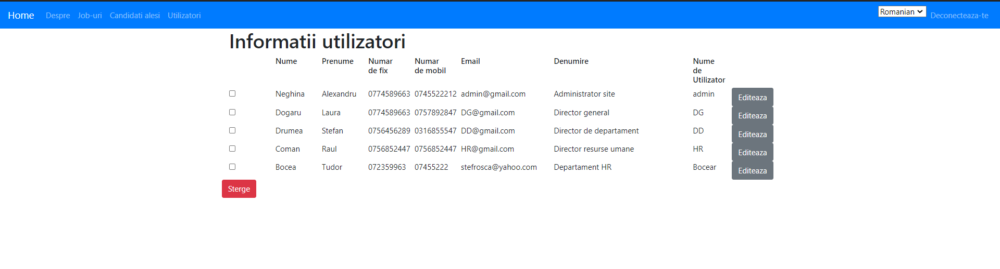 Home Despre Job-uri Candidati alesi Utilizatori Romanian Deconecteaza-te
Informatii utilizatori
Nume Prenume Numar de fix Numar de mobil Email Denumire Nume de Utilizator
Neghina Alexandru 0774589663 0745522212 admin@gmail.com Administrator site admin Editeaza
Dogaru Laura 0774589663 0757892847 DG@gmail.com Director general DG Editeaza
Drumea Stefan 0756456289 0316855547 DD@gmail.com Director de departament DD Editeaza
Coman Raul 0756852447 0756852447 HR@gmail.com Director resurse umane HR Editeaza
Bocea Tudor 072359963 07455222 stefrosca@yahoo.com Departament HR Bocear Editeaza
Sterge